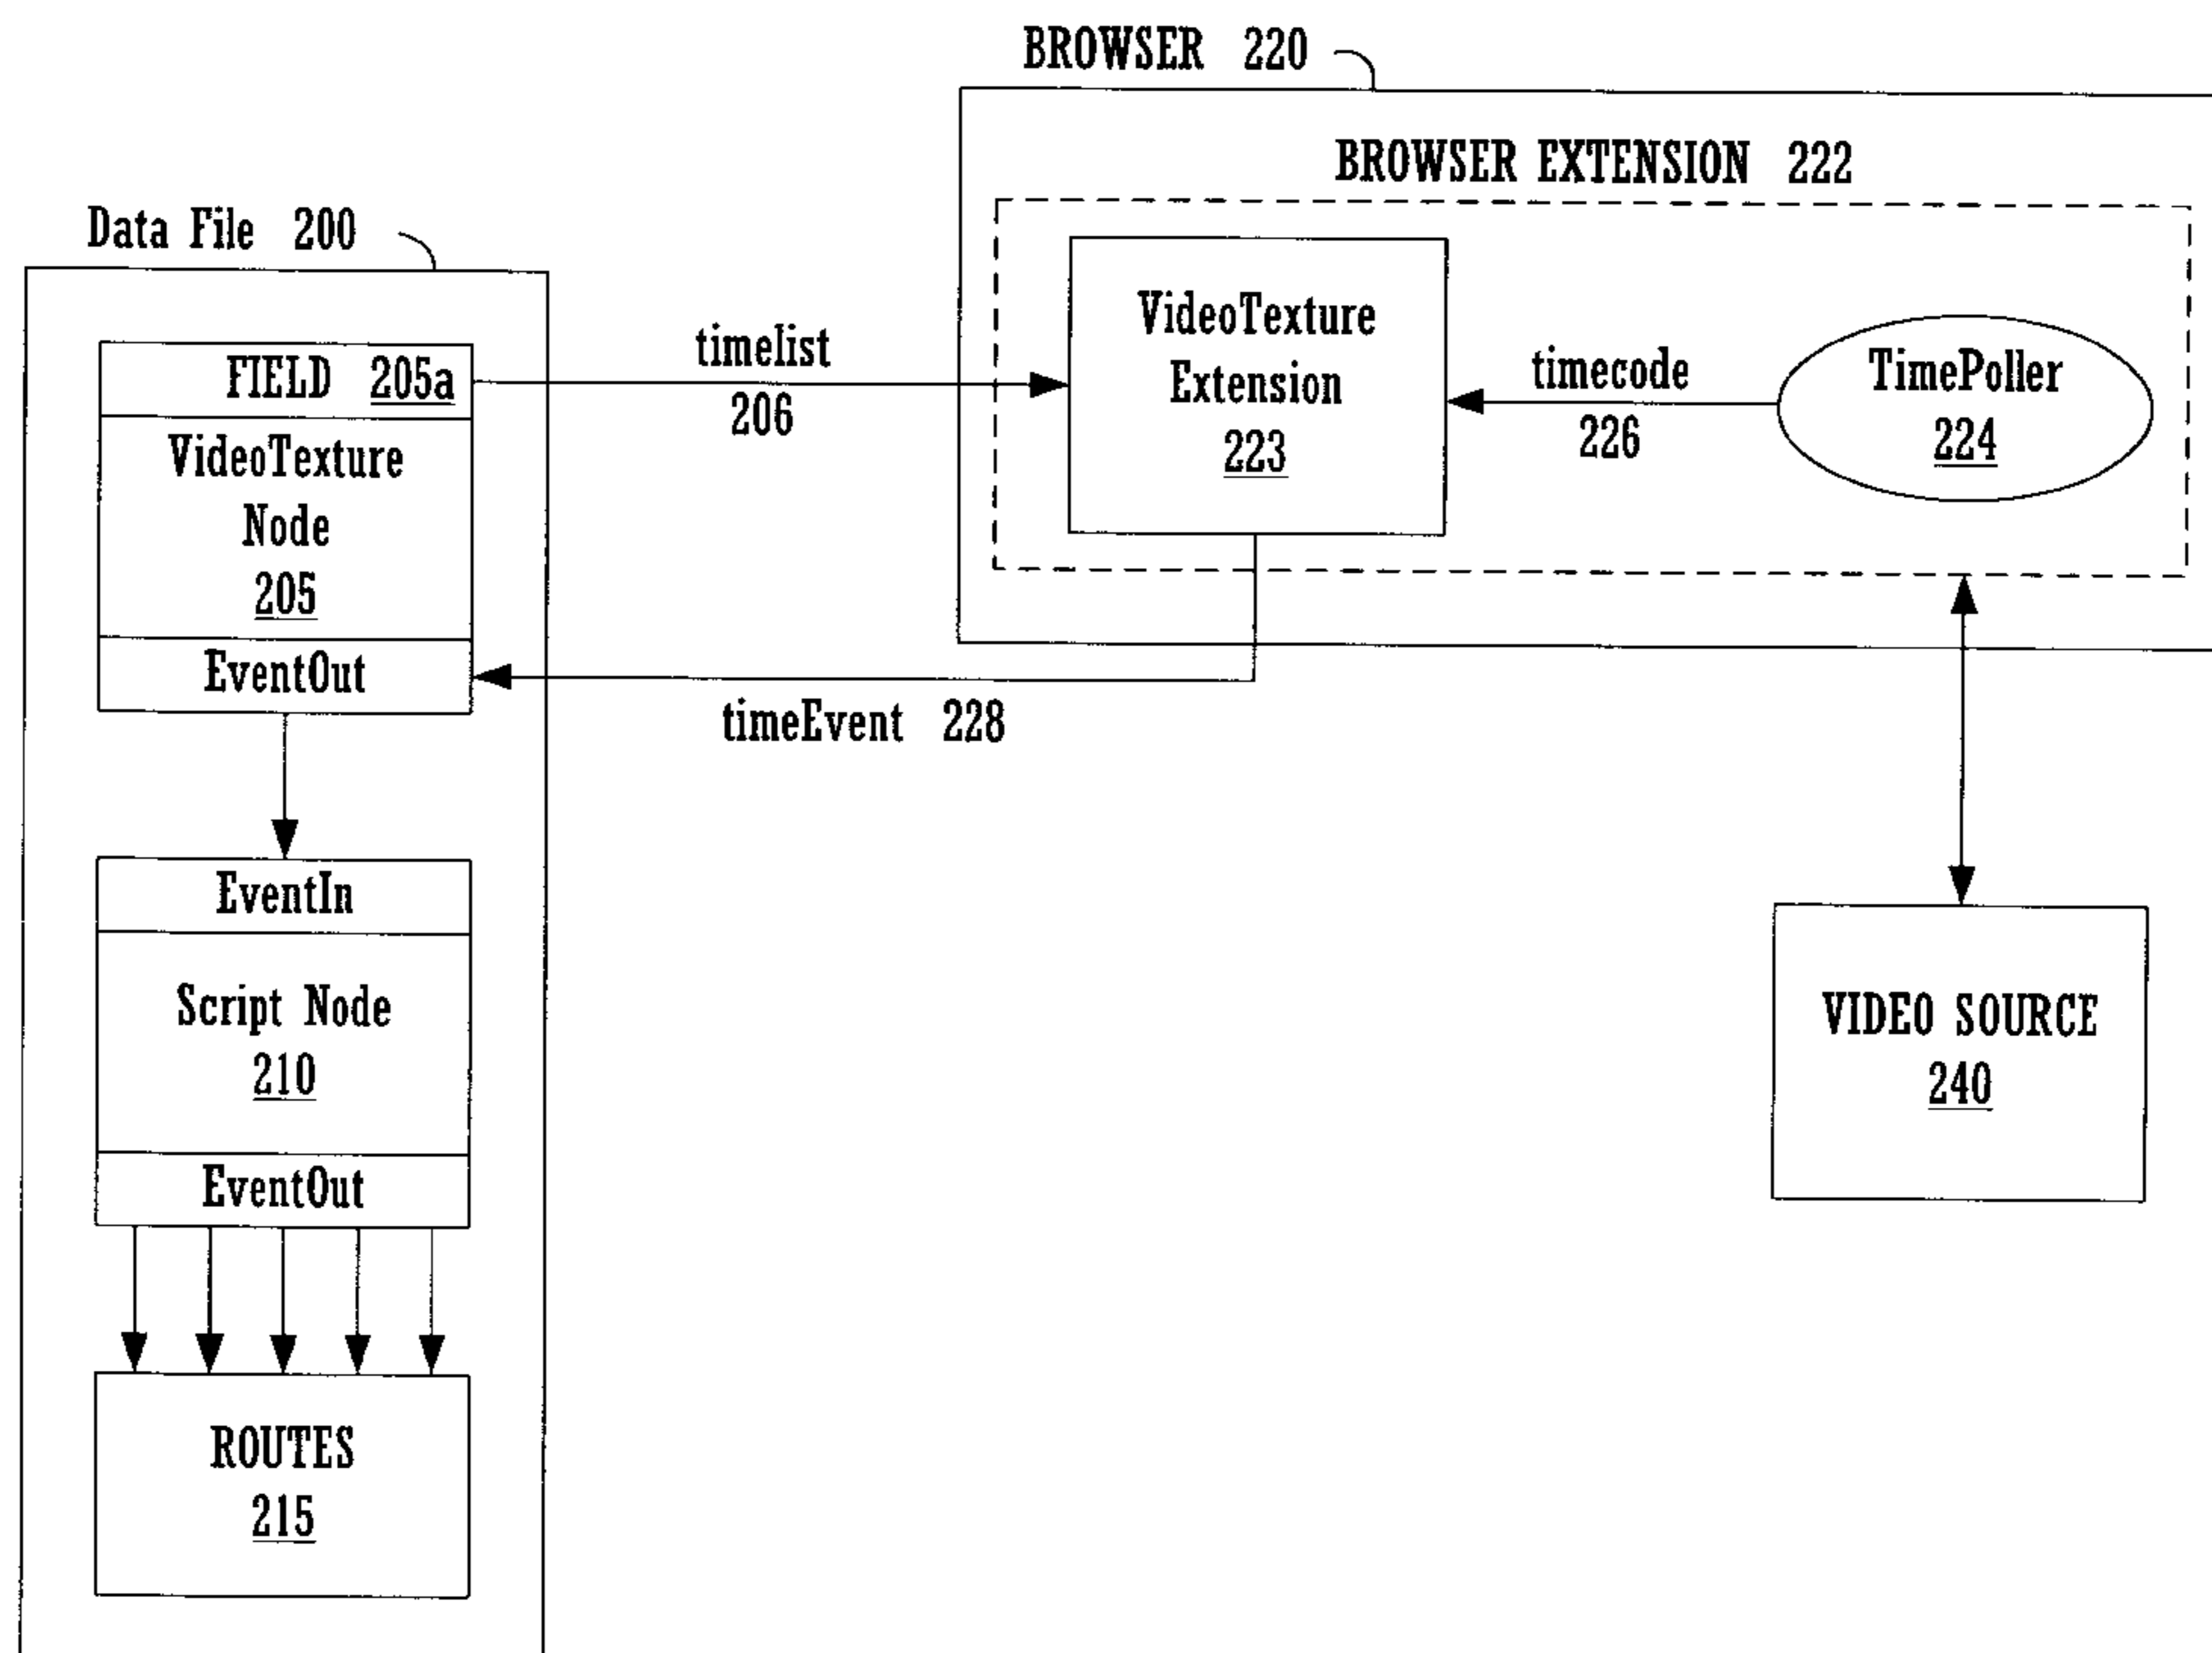 BROWSER 220
BROWSER EXTENSION 222
Data File 200
FIELD 205a
VideoTexture
Node
205
EventOut
timelist
206
VideoTexture
Extension
223
timecode
226
TimePoller
224
timeEvent 228
EventIn
Script Node
210
EventOut
ROUTES
215
VIDEO SOURCE
240